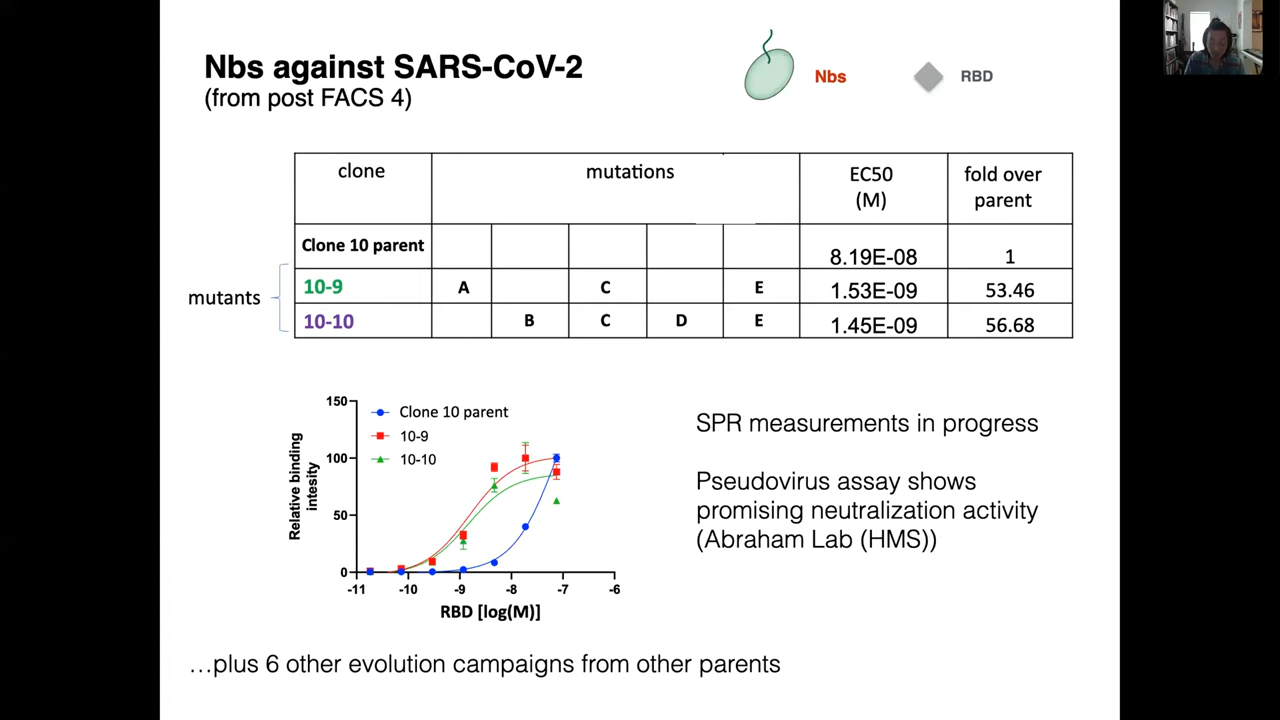 Nbs against SARS-CoV-2
(from post FACS 4)
Nbs
RBD
clone mutations EC50 (M) fold over parent
Clone 10 parent 8.19E-08 1
mutants
10-9 A C E 1.53E-09 53.46
10-10 B C D E 1.45E-09 56.68
150
100
50
0
Relative binding
intesity
Clone 10 parent
10-9
10-10
-11 -10 -9 -8 -7 -6
RBD [log(M)]
SPR measurements in progress
Pseudovirus assay shows
promising neutralization activity
(Abraham Lab (HMS))
…plus 6 other evolution campaigns from other parents